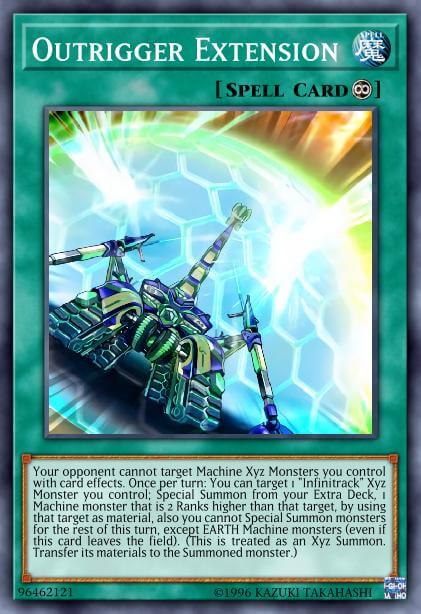 OUTRIGGER EXTENSION
SPELL
魔
[SPELL CARD]
Your opponent cannot target Machine Xyz Monsters you control
with card effects. Once per turn: You can target 1 "Infinitrack" Xyz
Monster you control; Special Summon from your Extra Deck, 1
Machine monster that is 2 Ranks higher than that target, by using
that target as material, also you cannot Special Summon monsters
for the rest of this turn, except EARTH Machine monsters (even if
this card leaves the field). (This is treated as an Xyz Summon.
Transfer its materials to the Summoned monster.)
96462121
©1996 KAZUKI TAKAHASHI